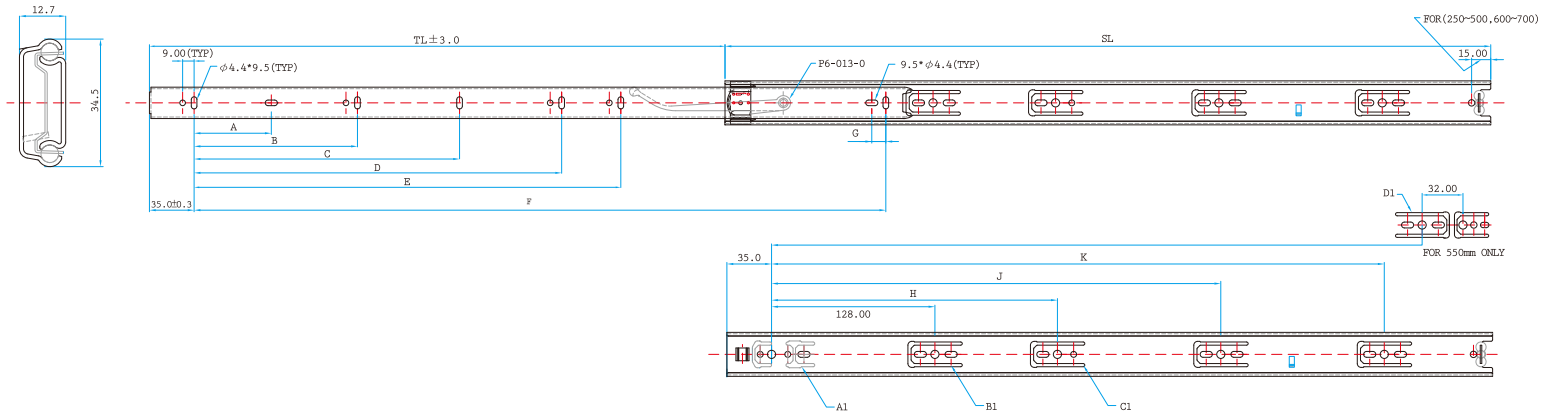 12.7
34.5
TL±3.0
SL
FOR(250~500,600~700)
9.00(TYP)
φ4.4*9.5(TYP)
P6-013-0
9.5*φ4.4(TYP)
15.00
A
B
C
D
E
F
G
35.0±0.3
D1
32.00
FOR 550mm ONLY
35.0
K
J
H
128.00
A1
B1
C1